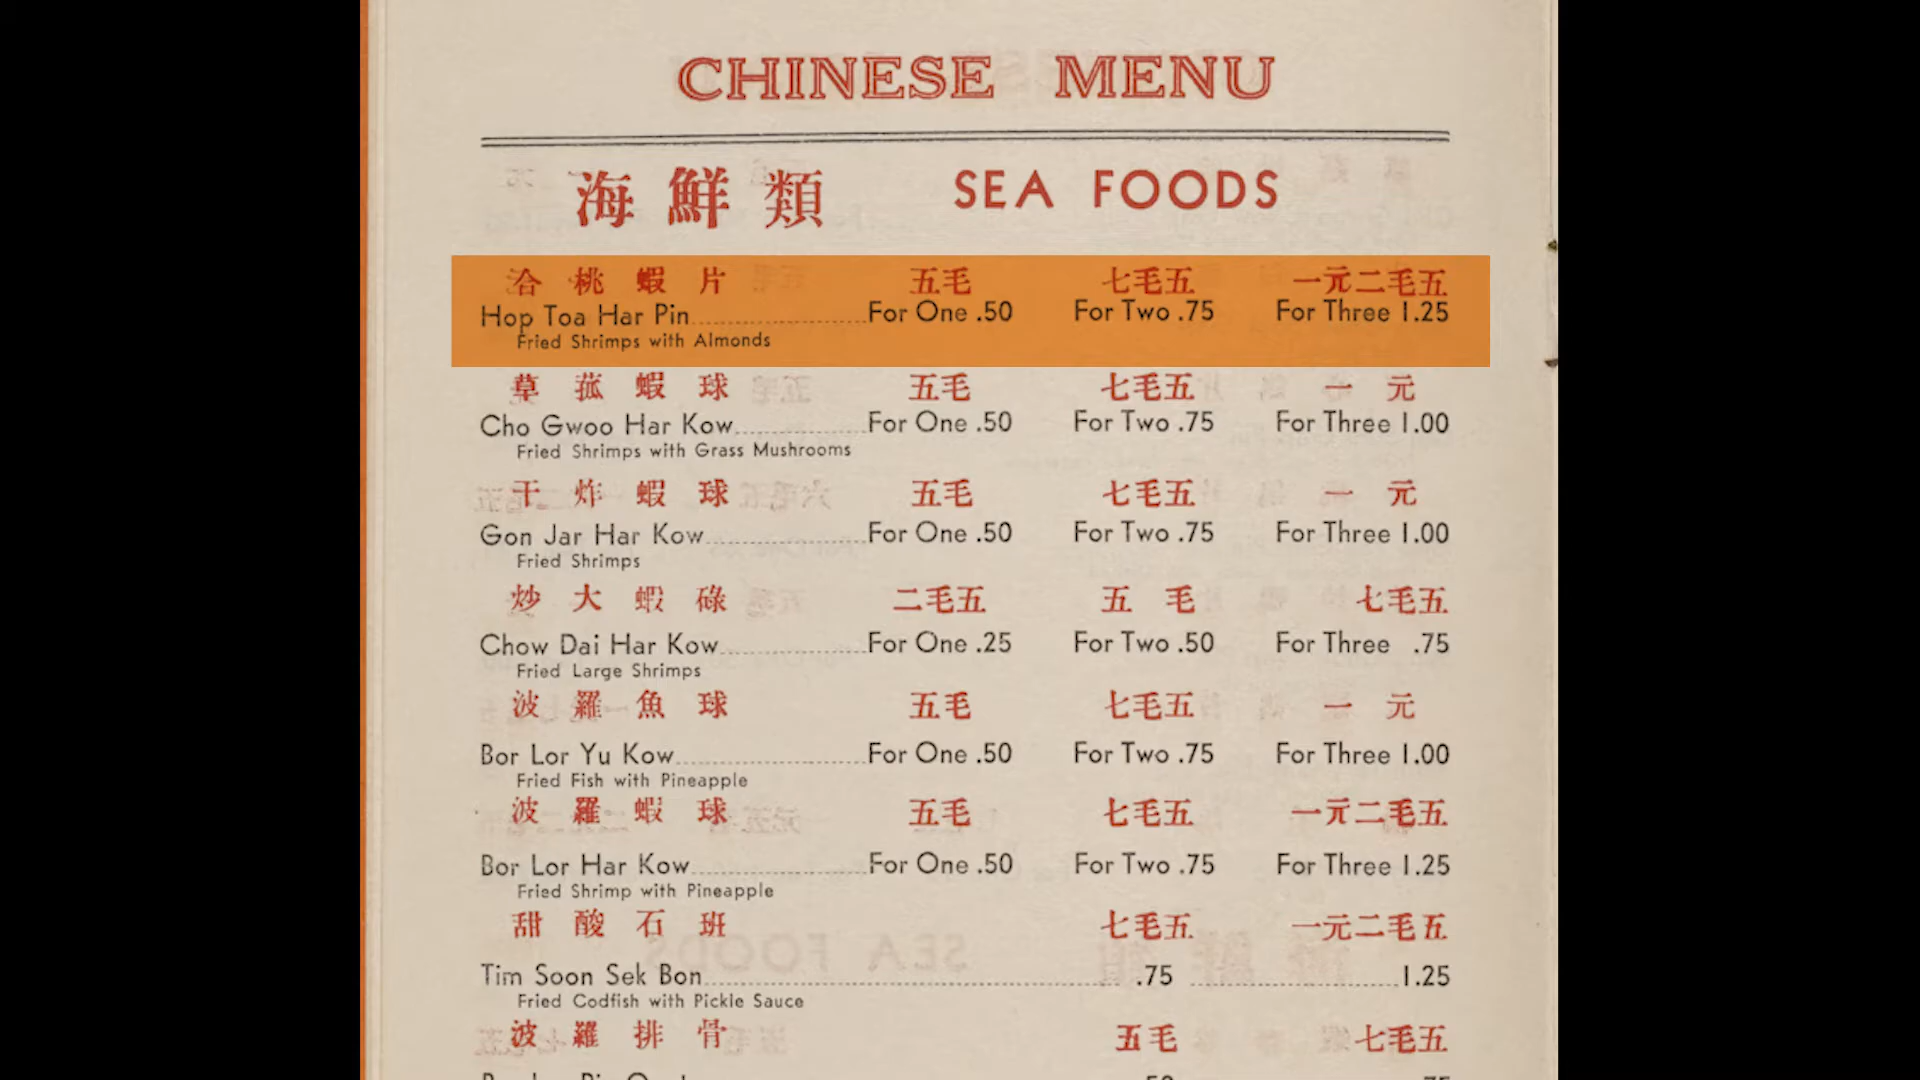 CHINESE MENU
海鮮類 SEA FOODS
洽桃蝦片 五毛 七毛五 一元二毛五
Hop Toa Har Pin For One .50 For Two .75 For Three 1.25
Fried Shrimps with Almonds
草菰蝦球 五毛 七毛五 一元
Cho Gwoo Har Kow For One .50 For Two .75 For Three 1.00
Fried Shrimps with Grass Mushrooms
干炸蝦球 五毛 七毛五 一元
Gon Jar Har Kow For One .50 For Two .75 For Three 1.00
Fried Shrimps
炒大蝦碌 二毛五 五毛 七毛五
Chow Dai Har Kow For One .25 For Two .50 For Three .75
Fried Large Shrimps
波羅魚球 五毛 七毛五 一元
Bor Lor Yu Kow For One .50 For Two .75 For Three 1.00
Fried Fish with Pineapple
波羅蝦球 五毛 七毛五 一元二毛五
Bor Lor Har Kow For One .50 For Two .75 For Three 1.25
Fried Shrimp with Pineapple
甜酸石班 七毛五 一元二毛五
Tim Soon Sek Bon .75 1.25
Fried Codfish with Pickle Sauce
波羅排骨 五毛 七毛五